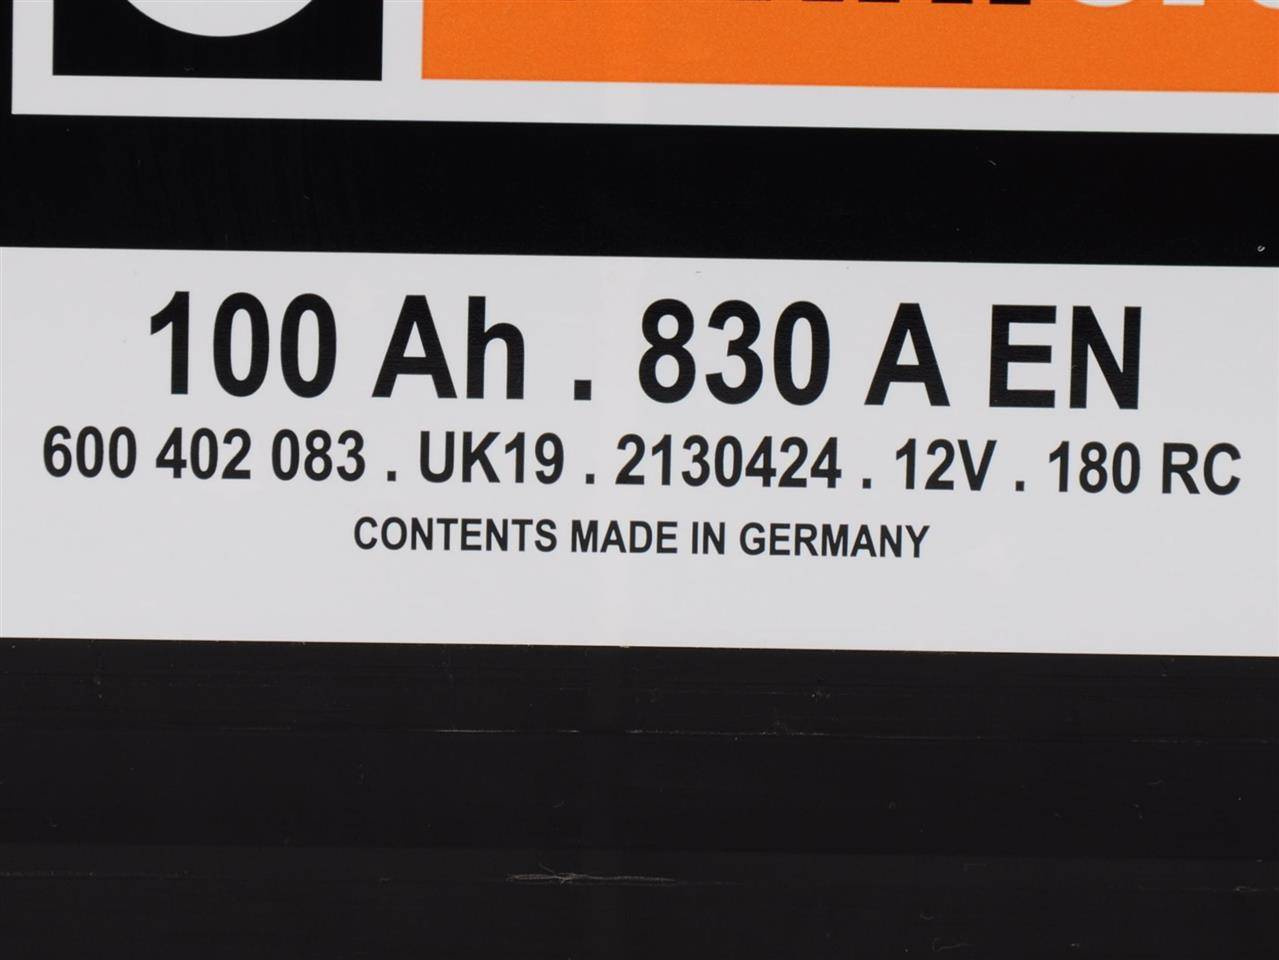 100 Ah . 830 A EN
600 402 083 . UK19 . 2130424 . 12V . 180 RC
CONTENTS MADE IN GERMANY